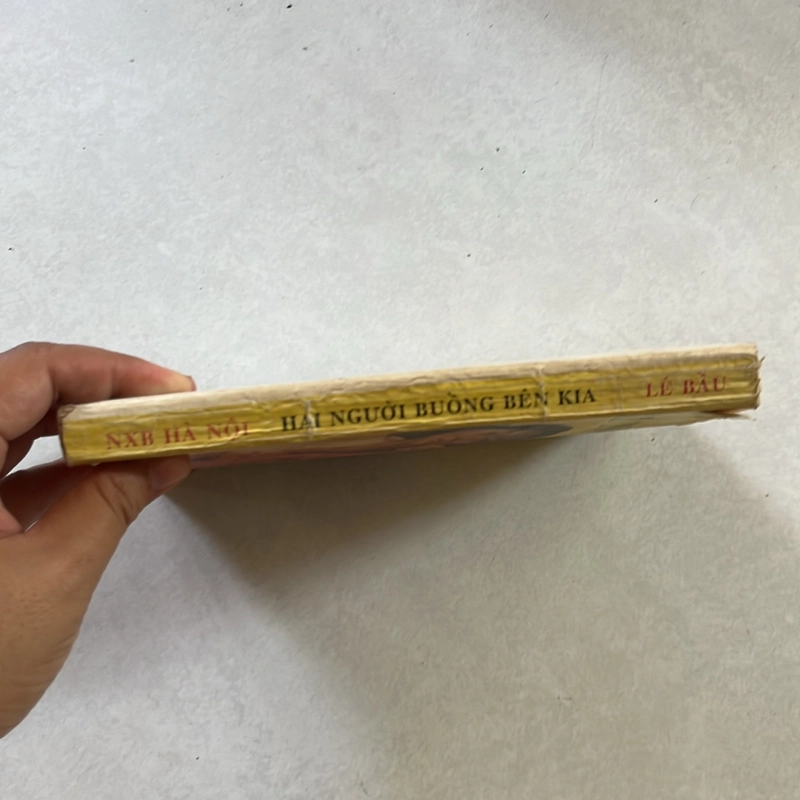 NXB HÀ NỘI HAI NGƯỜI BUỒNG BÊN KIA LÊ BẦU